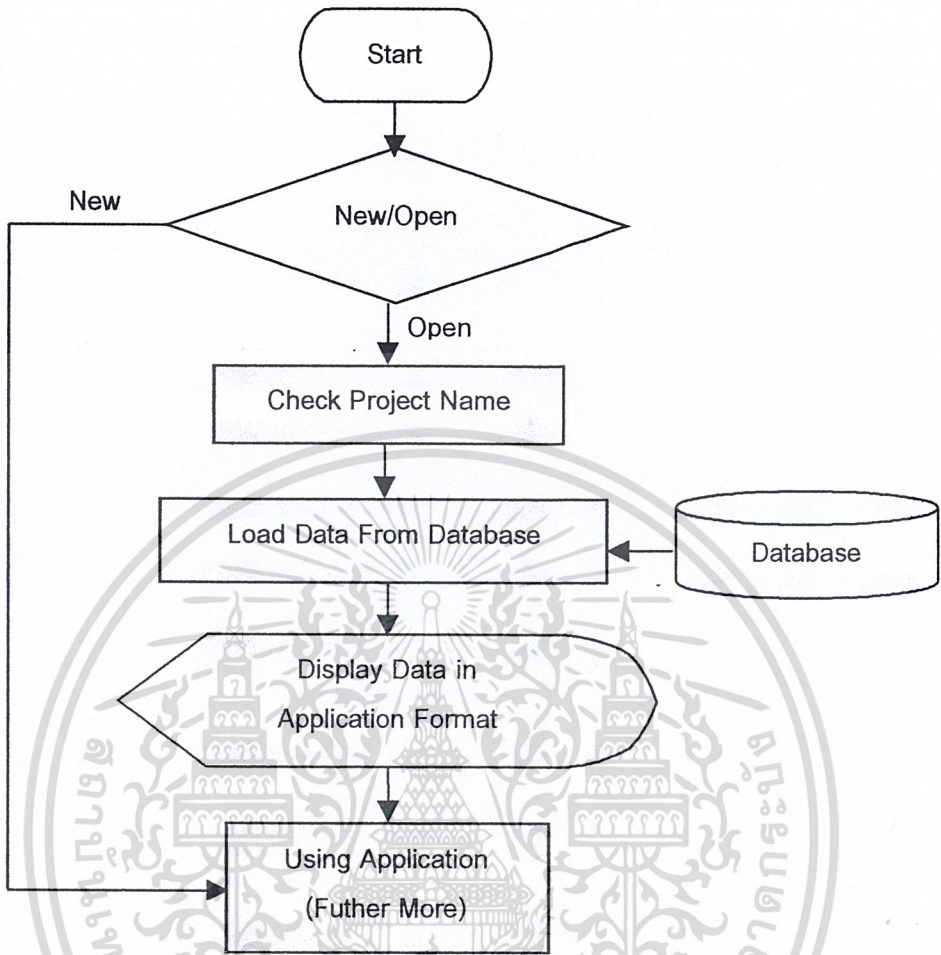 Start
New
New/Open
Open
Check Project Name
Load Data From Database
Database
Display Data in
Application Format
Using Application
(Futher More)